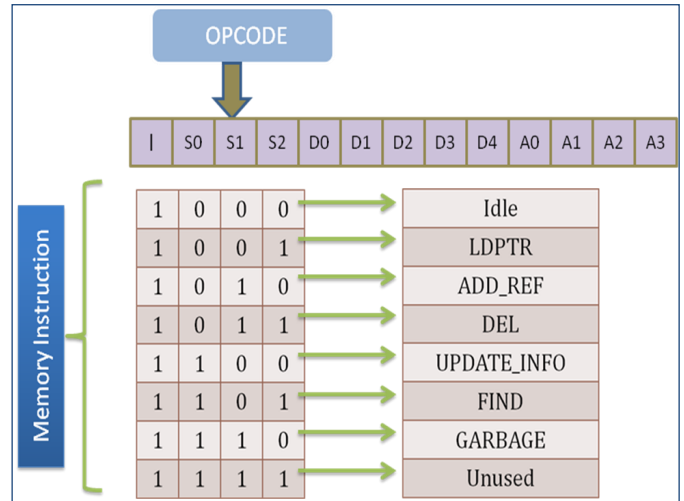 OPCODE
I S0 S1 S2 D0 D1 D2 D3 D4 A0 A1 A2 A3
Memory Instruction
1 0 0 0 Idle
1 0 0 1 LDPTR
1 0 1 0 ADD_REF
1 0 1 1 DEL
1 1 0 0 UPDATE_INFO
1 1 0 1 FIND
1 1 1 0 GARBAGE
1 1 1 1 Unused